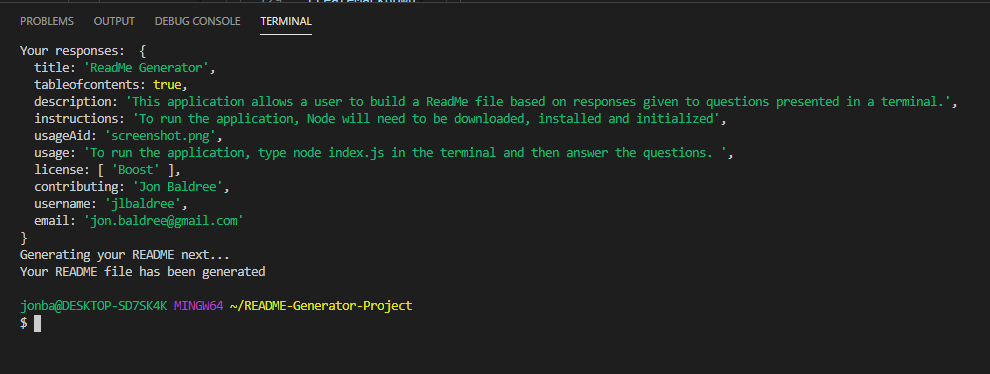 PROBLEMS OUTPUT DEBUG CONSOLE TERMINAL
Your responses:  {
  title: 'ReadMe Generator',
  tableofcontents: true,
  description: 'This application allows a user to build a ReadMe file based on responses given to questions presented in a terminal.',
  instructions: 'To run the application, Node will need to be downloaded, installed and initialized',
  usageAid: 'screenshot.png',
  usage: 'To run the application, type node index.js in the terminal and then answer the questions. ',
  license: [ 'Boost' ],
  contributing: 'Jon Baldree',
  username: 'jlbaldree',
  email: 'jon.baldree@gmail.com'
}
Generating your README next...
Your README file has been generated
jonba@DESKTOP-SD7SK4K MINGW64 ~/README-Generator-Project
$